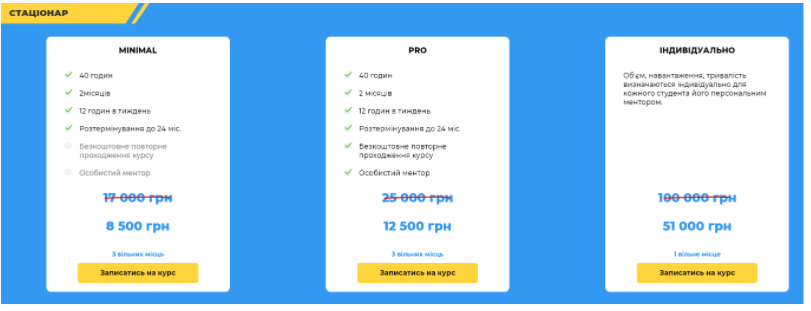 СТАЦІОНАР
MINIMAL
40 годин
2місяців
12 годин в тиждень
Розтермінування до 24 міс.
Безкоштовне повторне
проходження курсу
Особистий ментор
17 000 грн
8 500 грн
3 вільних місць
Записатись на курс
PRO
40 годин
2 місяців
12 годин в тиждень
Розтермінування до 24 міс.
Безкоштовне повторне
проходження курсу
Особистий ментор
25 000 грн
12 500 грн
3 вільних місць
Записатись на курс
ІНДИВІДУАЛЬНО
Об'єм, навантаження, тривалість
визначаються індивідуально для
кожного студента його персональним
ментором.
100 000 грн
51 000 грн
1 вільне місце
Записатись на курс